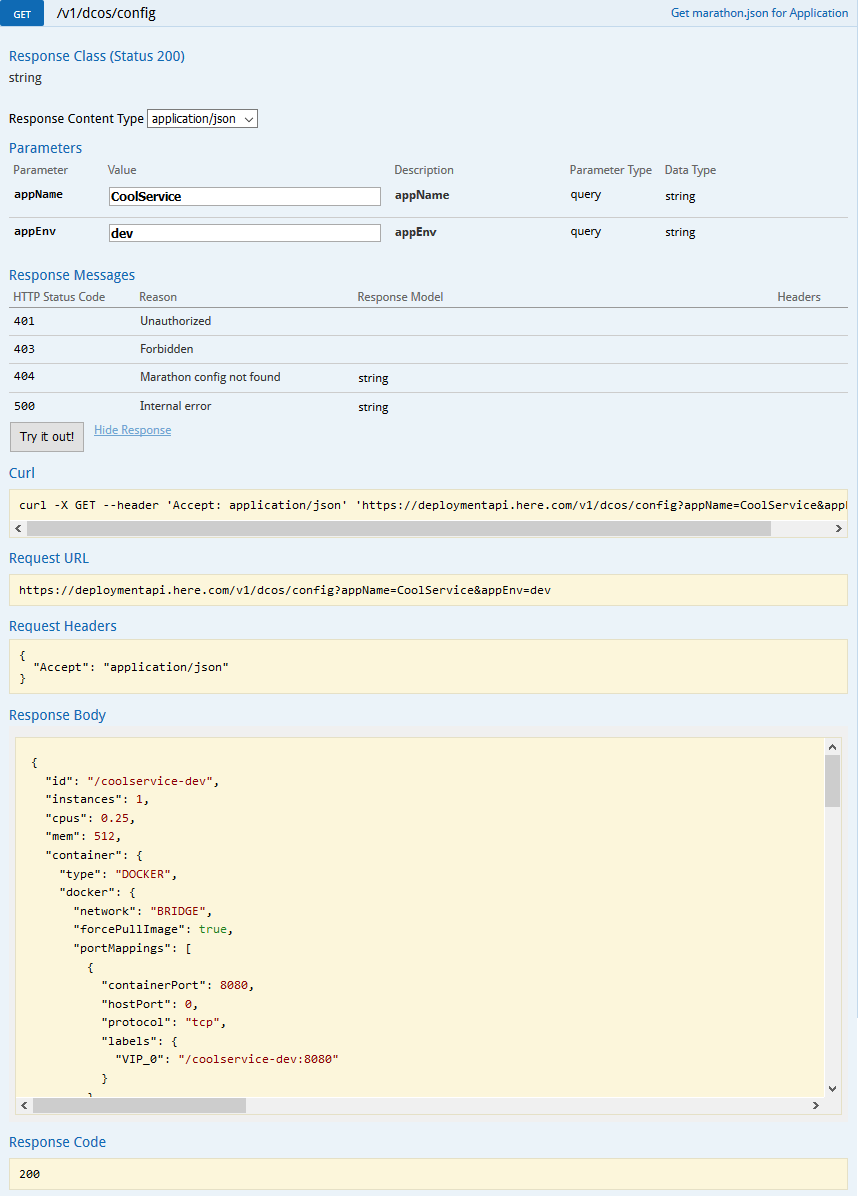 GET /v1/dcos/config Get marathon.json for Application
Response Class (Status 200)
string
Response Content Type application/json
Parameters
Parameter Value Description Parameter Type Data Type
appName CoolService appName query string
appEnv dev appEnv query string
Response Messages
HTTP Status Code Reason Response Model Headers
401 Unauthorized
403 Forbidden
404 Marathon config not found string
500 Internal error string
Try it out! Hide Response
Curl
curl -X GET --header 'Accept: application/json' 'https://deploymentapi.here.com/v1/dcos/config?appName=CoolService&app
Request URL
https://deploymentapi.here.com/v1/dcos/config?appName=CoolService&appEnv=dev
Request Headers
{
  "Accept": "application/json"
}
Response Body
{
  "id": "/coolservice-dev",
  "instances": 1,
  "cpus": 0.25,
  "mem": 512,
  "container": {
    "type": "DOCKER",
    "docker": {
      "network": "BRIDGE",
      "forcePullImage": true,
      "portMappings": [
        {
          "containerPort": 8080,
          "hostPort": 0,
          "protocol": "tcp",
          "labels": {
            "VIP_0": "/coolservice-dev:8080"
          }
Response Code
200